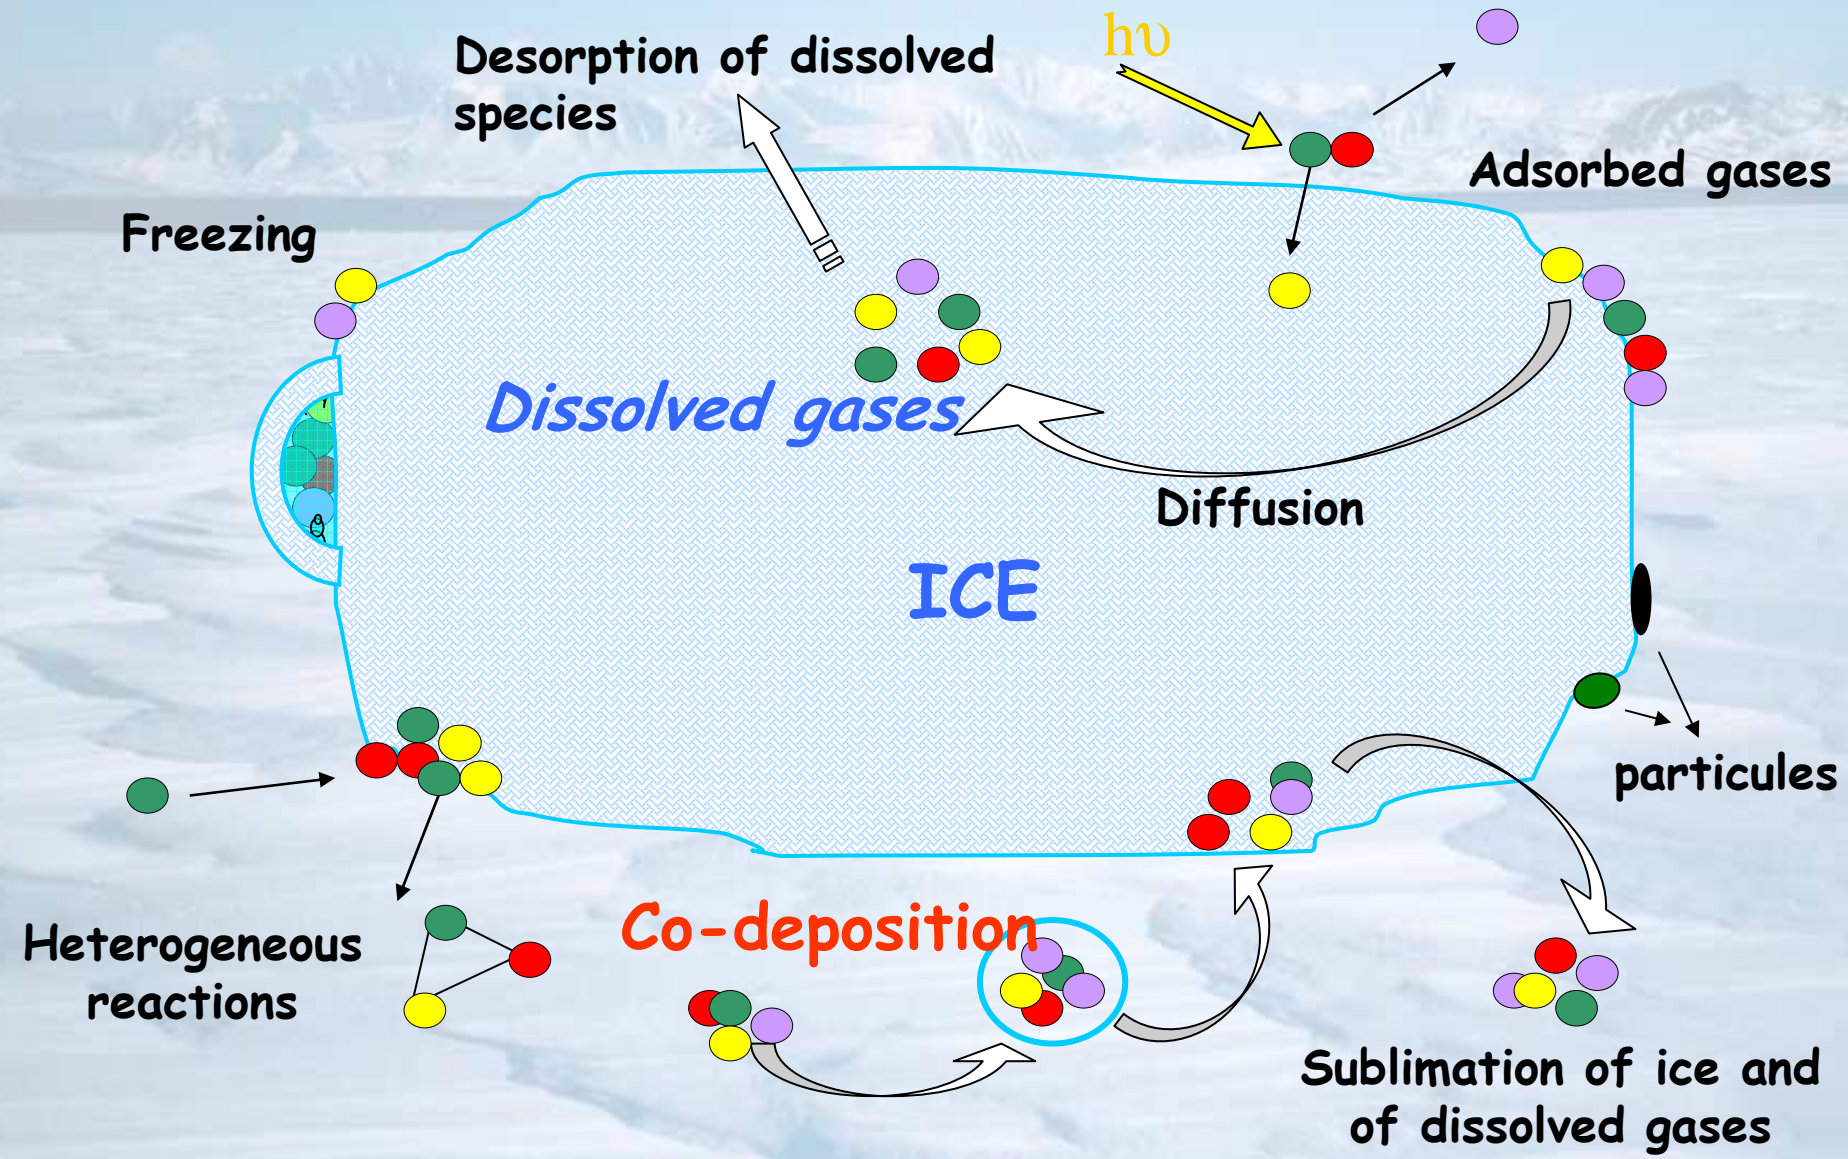 hυ
Desorption of dissolved
species
Adsorbed gases
Freezing
Dissolved gases
Diffusion
ICE
particules
Co-deposition
Heterogeneous
reactions
Sublimation of ice and
of dissolved gases